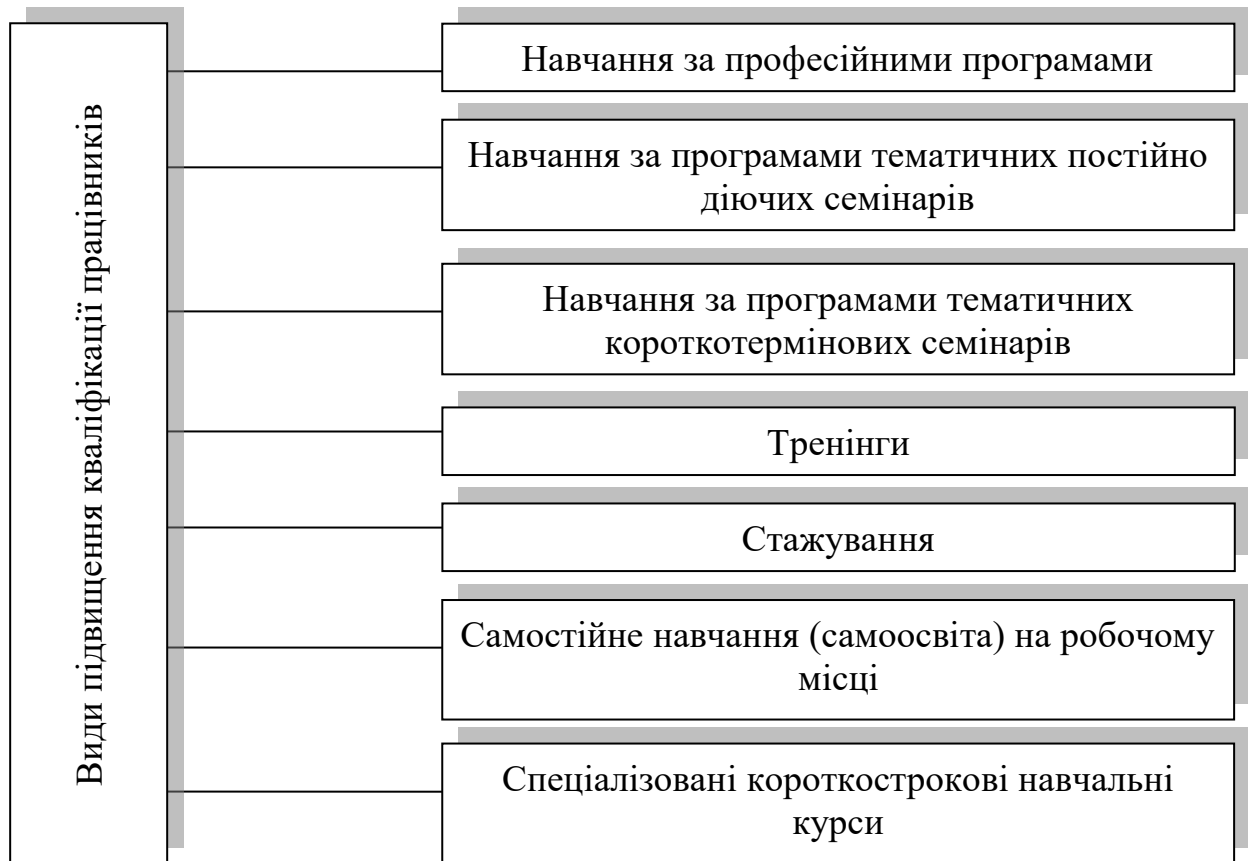 Види підвищення кваліфікації працівників
Навчання за професійними програмами
Навчання за програмами тематичних постійно
діючих семінарів
Навчання за програмами тематичних
короткотермінових семінарів
Тренінги
Стажування
Самостійне навчання (самоосвіта) на робочому
місці
Спеціалізовані короткострокові навчальні
курси